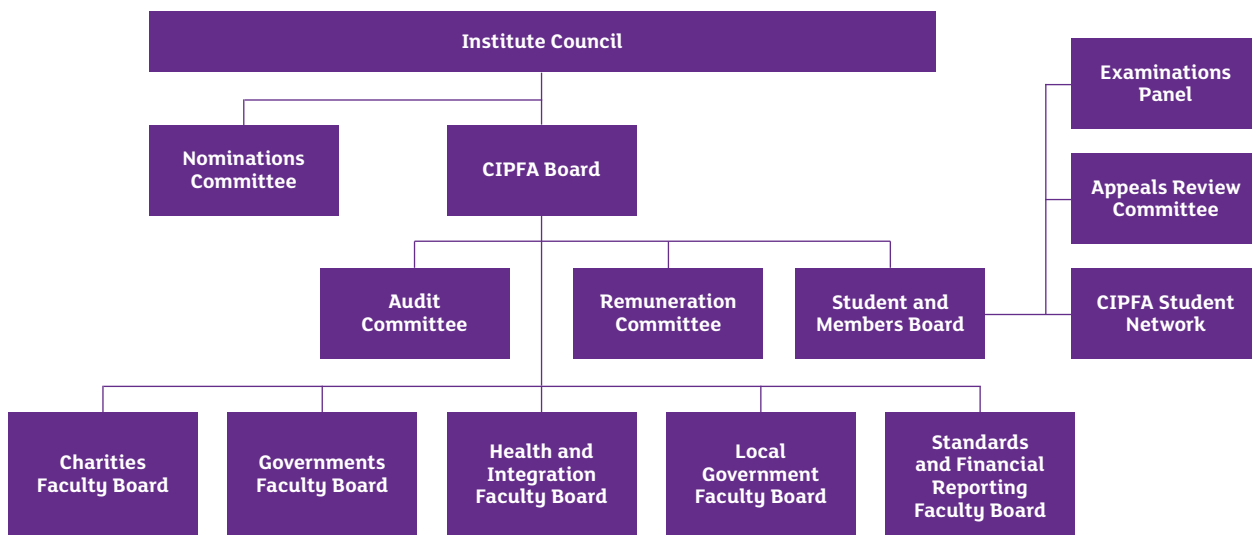 Institute Council
Examinations
Panel
Nominations
Committee
CIPFA Board
Appeals Review
Committee
Audit
Committee
Remuneration
Committee
Student and
Members Board
CIPFA Student
Network
Charities
Faculty Board
Governments
Faculty Board
Health and
Integration
Faculty Board
Local
Government
Faculty Board
Standards
and Financial
Reporting
Faculty Board